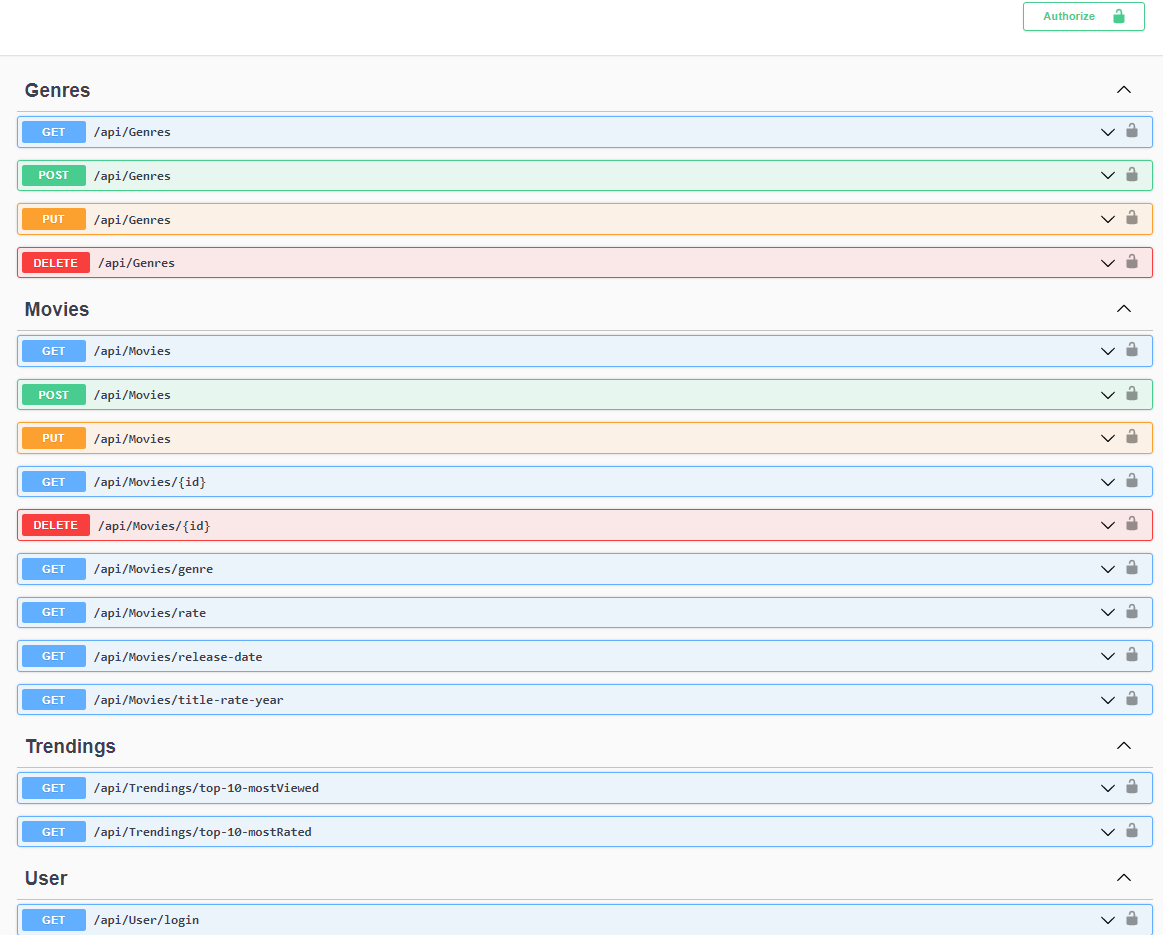 Authorize
Genres
GET /api/Genres
POST /api/Genres
PUT /api/Genres
DELETE /api/Genres
Movies
GET /api/Movies
POST /api/Movies
PUT /api/Movies
GET /api/Movies/{id}
DELETE /api/Movies/{id}
GET /api/Movies/genre
GET /api/Movies/rate
GET /api/Movies/release-date
GET /api/Movies/title-rate-year
Trendings
GET /api/Trendings/top-10-mostViewed
GET /api/Trendings/top-10-mostRated
User
GET /api/User/login